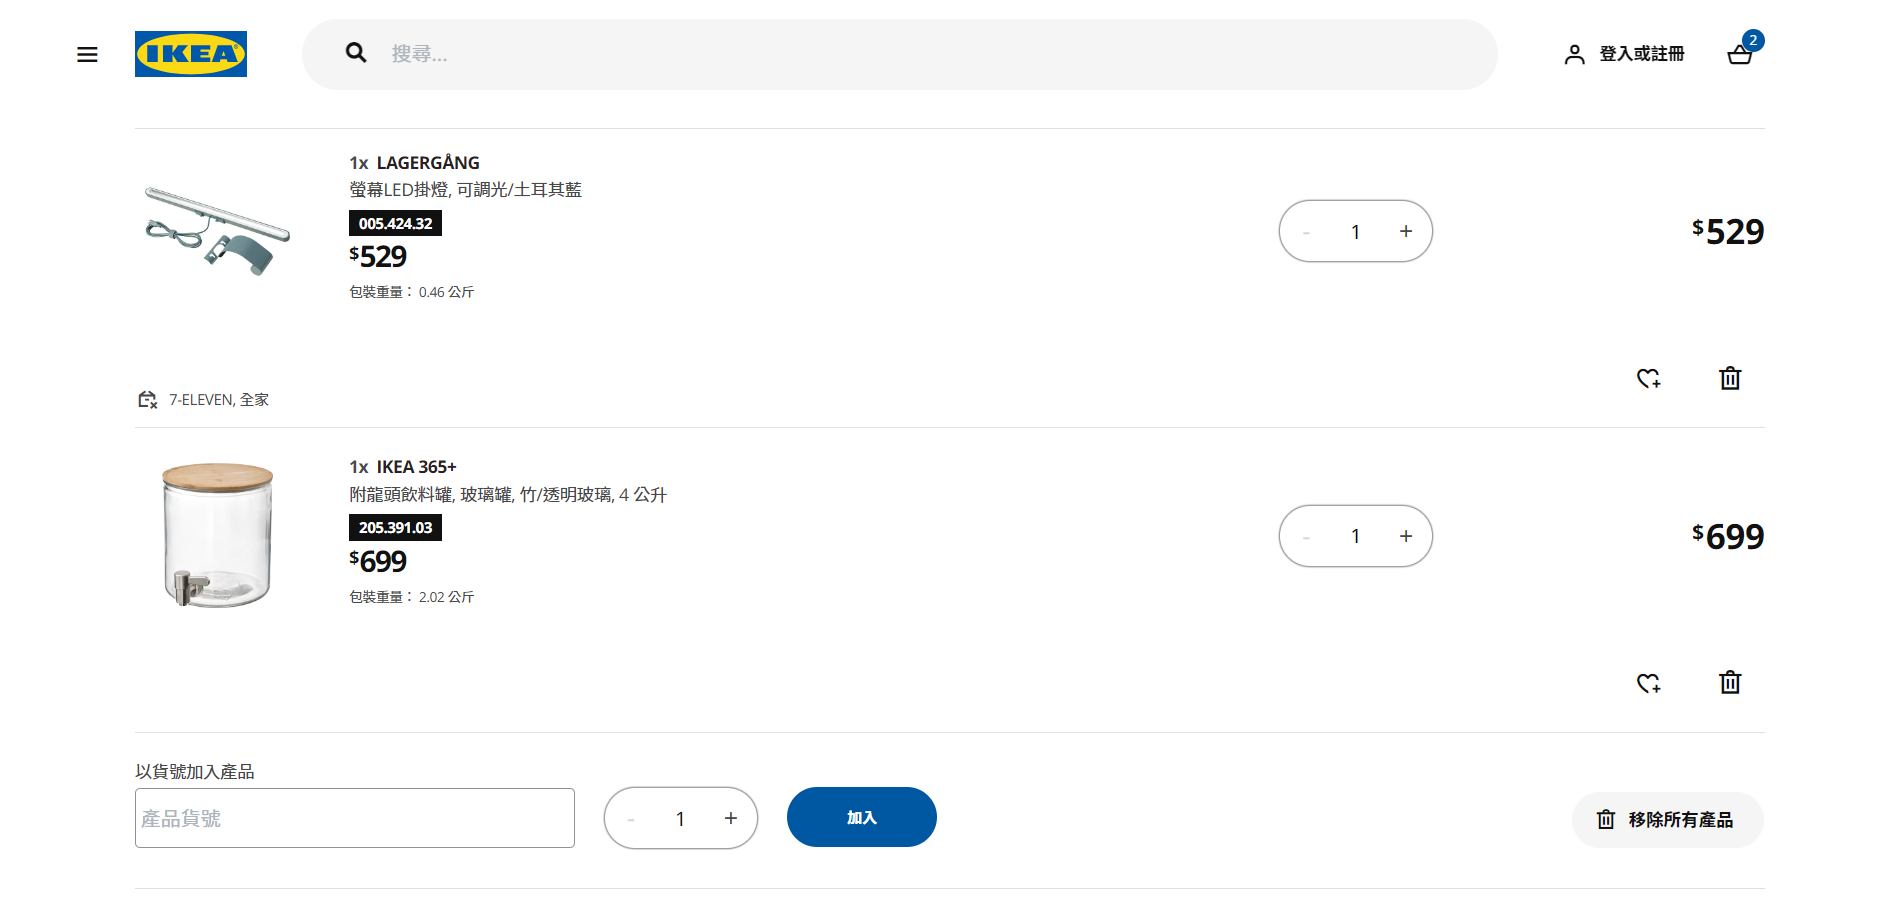 IKEA
搜尋...
登入或註冊
2
1x LAGERGÅNG
螢幕LED掛燈, 可調光/土耳其藍
005.424.32
$529
包裝重量： 0.46 公斤
- 1 +
$529
7-ELEVEN, 全家
1x IKEA 365+
附龍頭飲料罐, 玻璃罐, 竹/透明玻璃, 4 公升
205.391.03
$699
包裝重量： 2.02 公斤
- 1 +
$699
以貨號加入產品
產品貨號
- 1 +
加入
移除所有產品